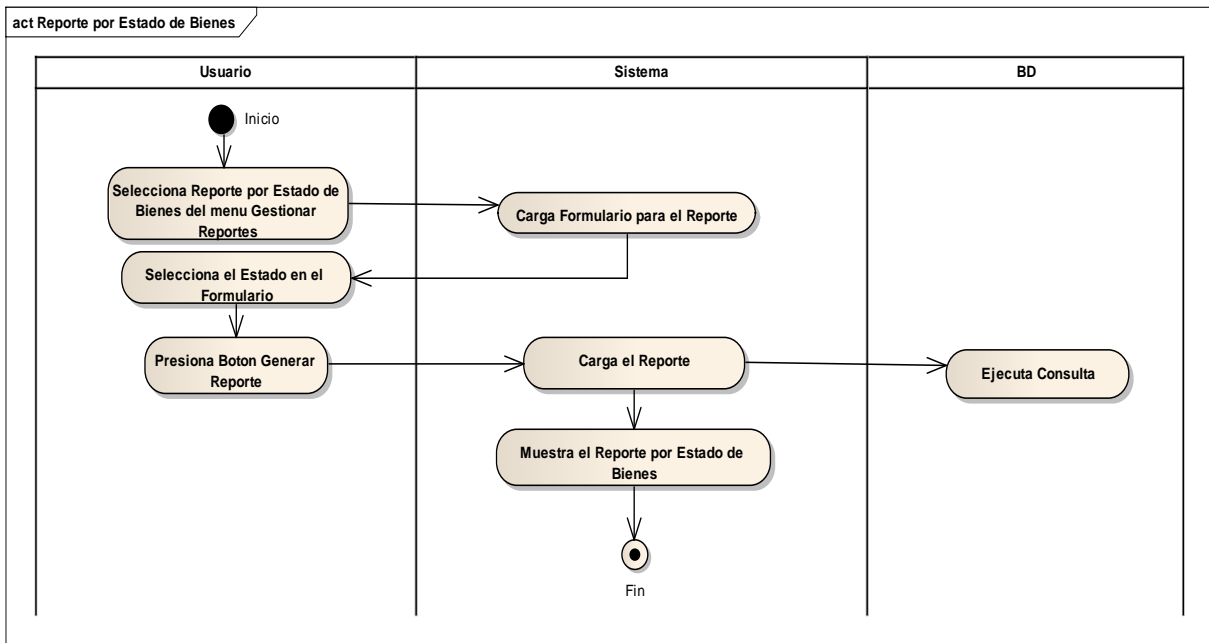 act Reporte por Estado de Bienes
Usuario
Sistema
BD
Inicio
Selecciona Reporte por Estado de
Bienes del menu Gestionar
Reportes
Carga Formulario para el Reporte
Selecciona el Estado en el
Formulario
Presiona Boton Generar
Reporte
Carga el Reporte
Ejecuta Consulta
Muestra el Reporte por Estado de
Bienes
Fin